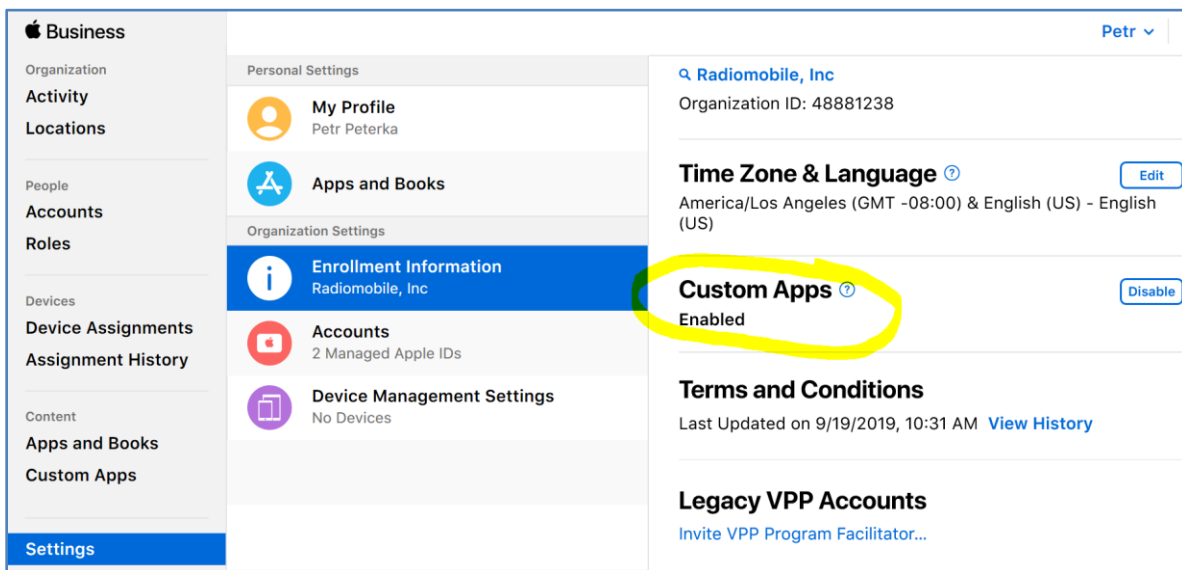 Business
Petr
Organization
Activity
Locations
People
Accounts
Roles
Devices
Device Assignments
Assignment History
Content
Apps and Books
Custom Apps
Settings
Personal Settings
My Profile
Petr Peterka
Apps and Books
Organization Settings
i
Enrollment Information
Radiomobile, Inc
Accounts
2 Managed Apple IDs
Device Management Settings
No Devices
Radiomobile, Inc
Organization ID: 48881238
Time Zone & Language ?
Edit
America/Los Angeles (GMT -08:00) & English (US) - English
(US)
Custom Apps ?
Disable
Enabled
Terms and Conditions
Last Updated on 9/19/2019, 10:31 AM View History
Legacy VPP Accounts
Invite VPP Program Facilitator...